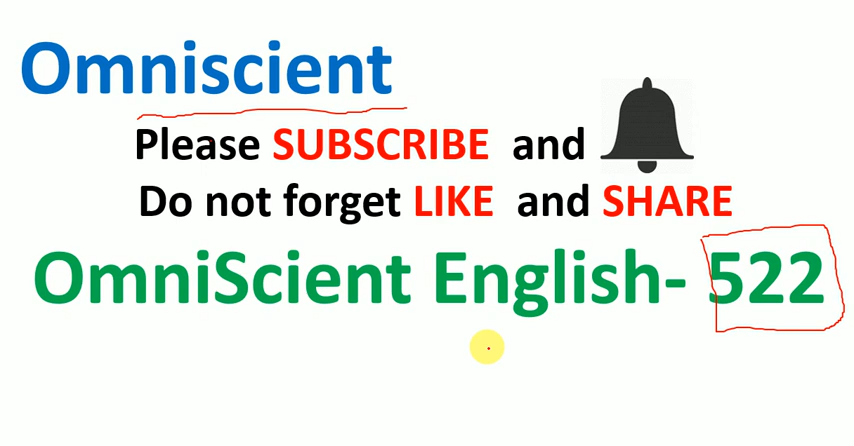 Omniscient
Please SUBSCRIBE and
Do not forget LIKE and SHARE
OmniScient English- 522